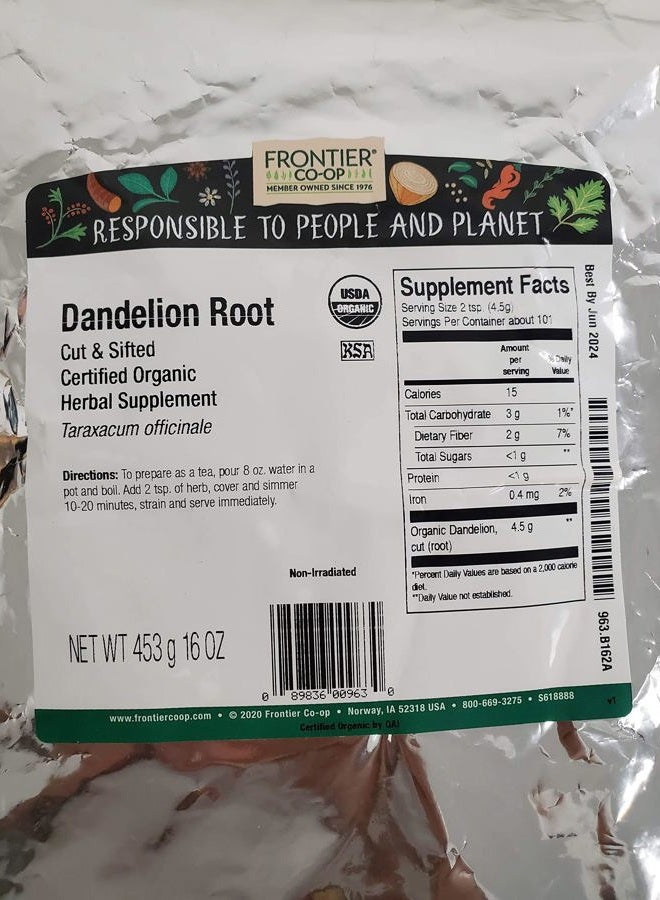 FRONTIER®
CO-OP
MEMBER OWNED SINCE 1976
RESPONSIBLE TO PEOPLE AND PLANET
Dandelion Root
Cut & Sifted
Certified Organic
Herbal Supplement
Taraxacum officinale
Directions: To prepare as a tea, pour 8 oz. water in a
pot and boil. Add 2 tsp. of herb, cover and simmer
10-20 minutes, strain and serve immediately.
USDA
ORGANIC
KSA
Supplement Facts
Serving Size 2 tsp. (4.5g)
Servings Per Container about 101
Amount
per
serving
% Daily
Value
Calories 15
Total Carbohydrate 3 g 1%*
Dietary Fiber 2 g 7%
Total Sugars <1 g **
Protein <1 g
Iron 0.4 mg 2%
Organic Dandelion, 4.5 g **
cut (root)
*Percent Daily Values are based on a 2,000 calorie
diet.
**Daily Value not established.
Best By Jun 2024
963.B162A
Non-Irradiated
NET WT 453 g 16 OZ
0 89836 00963 0
www.frontiercoop.com • © 2020 Frontier Co-op • Norway, IA 52318 USA • 800-669-3275 • S618888
v1
Certified Organic by QAI